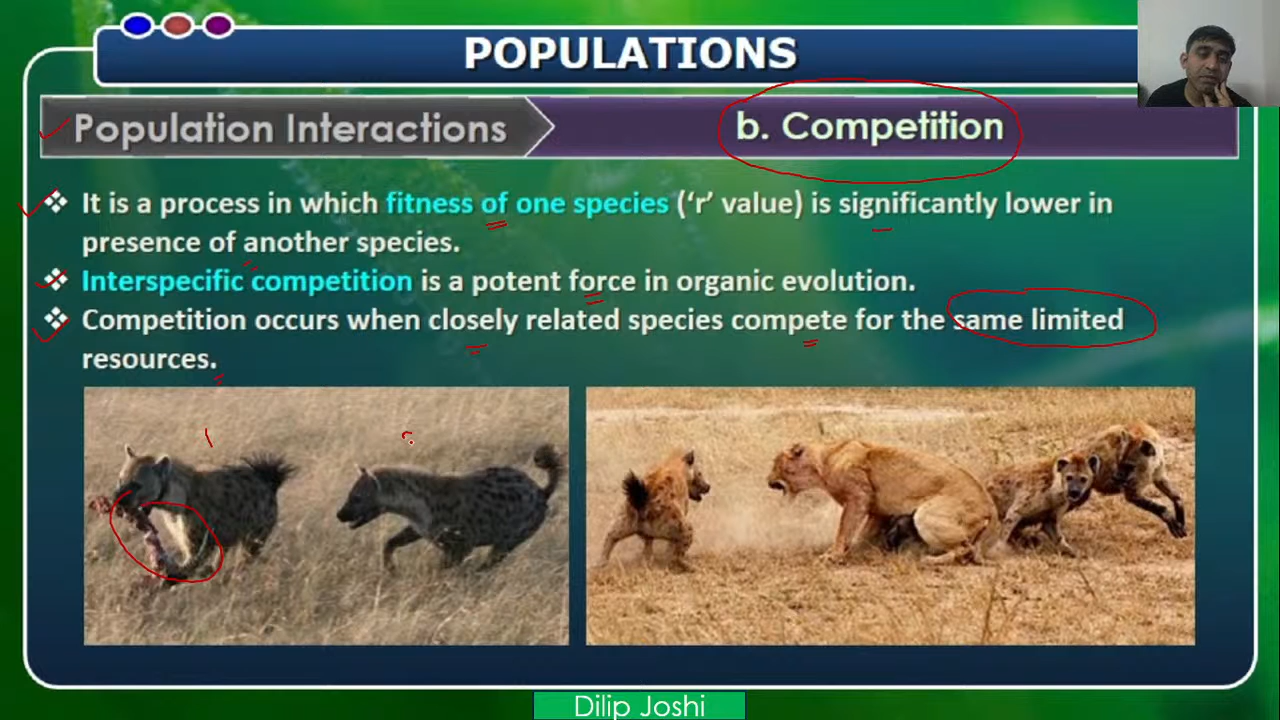 POPULATIONS
Population Interactions
b. Competition
❖ It is a process in which fitness of one species (‘r’ value) is significantly lower in
presence of another species.
❖ Interspecific competition is a potent force in organic evolution.
❖ Competition occurs when closely related species compete for the same limited
resources.
Dilip Joshi